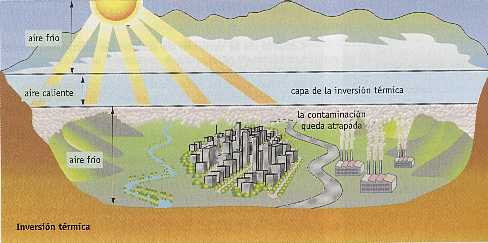 aire frío
aire caliente
capa de la inversión térmica
la contaminación
queda atrapada
aire frío
Inversión térmica